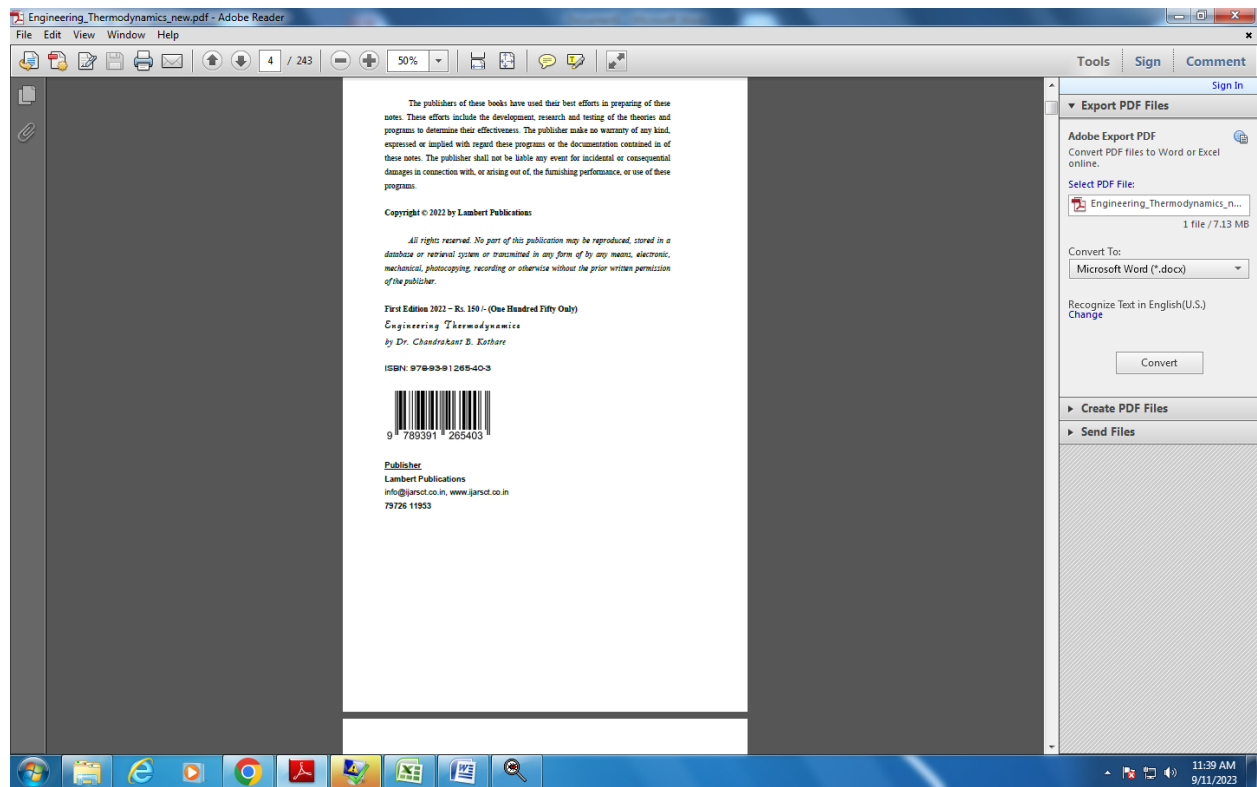 Engineering_Thermodynamics_new.pdf - Adobe Reader
File Edit View Window Help
4 / 243 50%
Tools Sign Comment
Sign In
The publishers of these books have used their best efforts in preparing of these
notes. These efforts include the development, research and testing of the theories and
programs to determine their effectiveness. The publisher make no warranty of any kind,
expressed or implied with regard these programs or the documentation contained in of
these notes. The publisher shall not be liable any event for incidental or consequential
damages in connection with, or arising out of, the furnishing performance, or use of these
programs.
Copyright © 2022 by Lambert Publications
All rights reserved. No part of this publication may be reproduced, stored in a
database or retrieval system or transmitted in any form of by any means, electronic,
mechanical, photocopying, recording or otherwise without the prior written permission
of the publisher.
First Edition 2022 – Rs. 150 /- (One Hundred Fifty Only)
Engineering Thermodynamics
by Dr. Chandrakant B. Kothare
ISBN: 978-93-91265-40-3
9 789391 265403
Publisher
Lambert Publications
info@ijarsct.co.in, www.ijarsct.co.in
79726 11953
Export PDF Files
Adobe Export PDF
Convert PDF files to Word or Excel
online.
Select PDF File:
Engineering_Thermodynamics_n...
1 file / 7.13 MB
Convert To:
Microsoft Word (*.docx)
Recognize Text in English(U.S.)
Change
Convert
Create PDF Files
Send Files
11:39 AM
9/11/2023